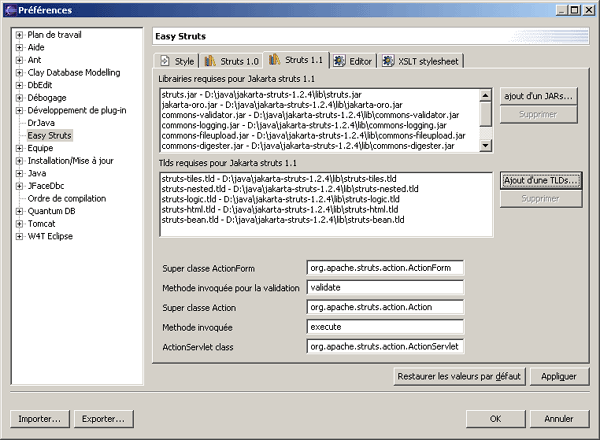 Préférences
Plan de travail
Aide
Ant
Clay Database Modelling
DbEdit
Débogage
Développement de plug-in
DrJava
Easy Struts
Equipe
Installation/Mise à jour
Java
JFaceDbc
Ordre de compilation
Quantum DB
Tomcat
W4T Eclipse
Easy Struts
Style Struts 1.0 Struts 1.1 Editor XSLT stylesheet
Librairies requises pour Jakarta struts 1.1
struts.jar - D:\java\jakarta-struts-1.2.4\lib\struts.jar
jakarta-oro.jar - D:\java\jakarta-struts-1.2.4\lib\jakarta-oro.jar
commons-validator.jar - D:\java\jakarta-struts-1.2.4\lib\commons-validator.jar
commons-logging.jar - D:\java\jakarta-struts-1.2.4\lib\commons-logging.jar
commons-fileupload.jar - D:\java\jakarta-struts-1.2.4\lib\commons-fileupload.jar
commons-digester.jar - D:\java\jakarta-struts-1.2.4\lib\commons-digester.jar
ajout d'un JARs...
Supprimer
Tlds requises pour Jakarta struts 1.1
struts-tiles.tld - D:\java\jakarta-struts-1.2.4\lib\struts-tiles.tld
struts-nested.tld - D:\java\jakarta-struts-1.2.4\lib\struts-nested.tld
struts-logic.tld - D:\java\jakarta-struts-1.2.4\lib\struts-logic.tld
struts-html.tld - D:\java\jakarta-struts-1.2.4\lib\struts-html.tld
struts-bean.tld - D:\java\jakarta-struts-1.2.4\lib\struts-bean.tld
Ajout d'une TLDs...
Supprimer
Super classe ActionForm org.apache.struts.action.ActionForm
Methode invoquée pour la validation validate
Super classe Action org.apache.struts.action.Action
Methode invoquée execute
ActionServlet class org.apache.struts.action.ActionServlet
Restaurer les valeurs par défaut Appliquer
Importer... Exporter... OK Annuler